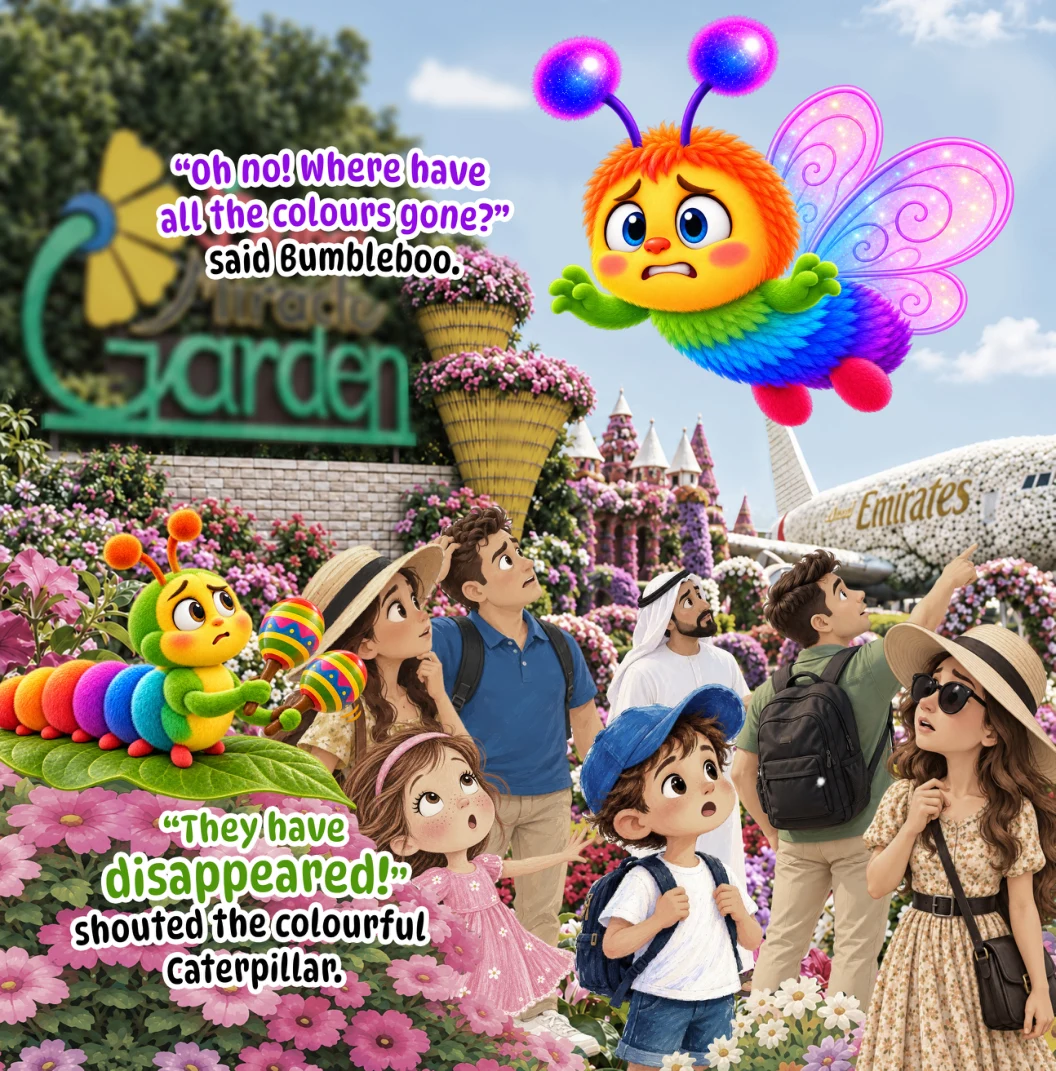 “Oh no! Where have
all the colours gone?”
said Bumbleboo.
Miracle
Garden
Emirates
“They have
disappeared!”
shouted the colourful
caterpillar.